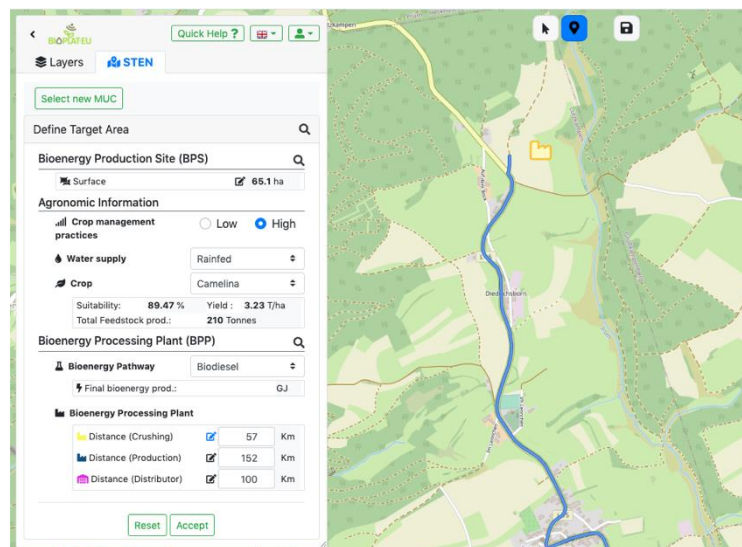 BIOPLAT-EU
Quick Help ?
Layers
STEN
Select new MUC
Define Target Area
Bioenergy Production Site (BPS)
Surface 65.1 ha
Agronomic Information
Crop management practices Low High
Water supply Rainfed
Crop Camelina
Suitability: 89.47 % Yield : 3.23 T/ha
Total Feedstock prod.: 210 Tonnes
Bioenergy Processing Plant (BPP)
Bioenergy Pathway Biodiesel
Final bioenergy prod.: GJ
Bioenergy Processing Plant
Distance (Crushing) 57 Km
Distance (Production) 152 Km
Distance (Distributor) 100 Km
Reset Accept
Auf dem Bock